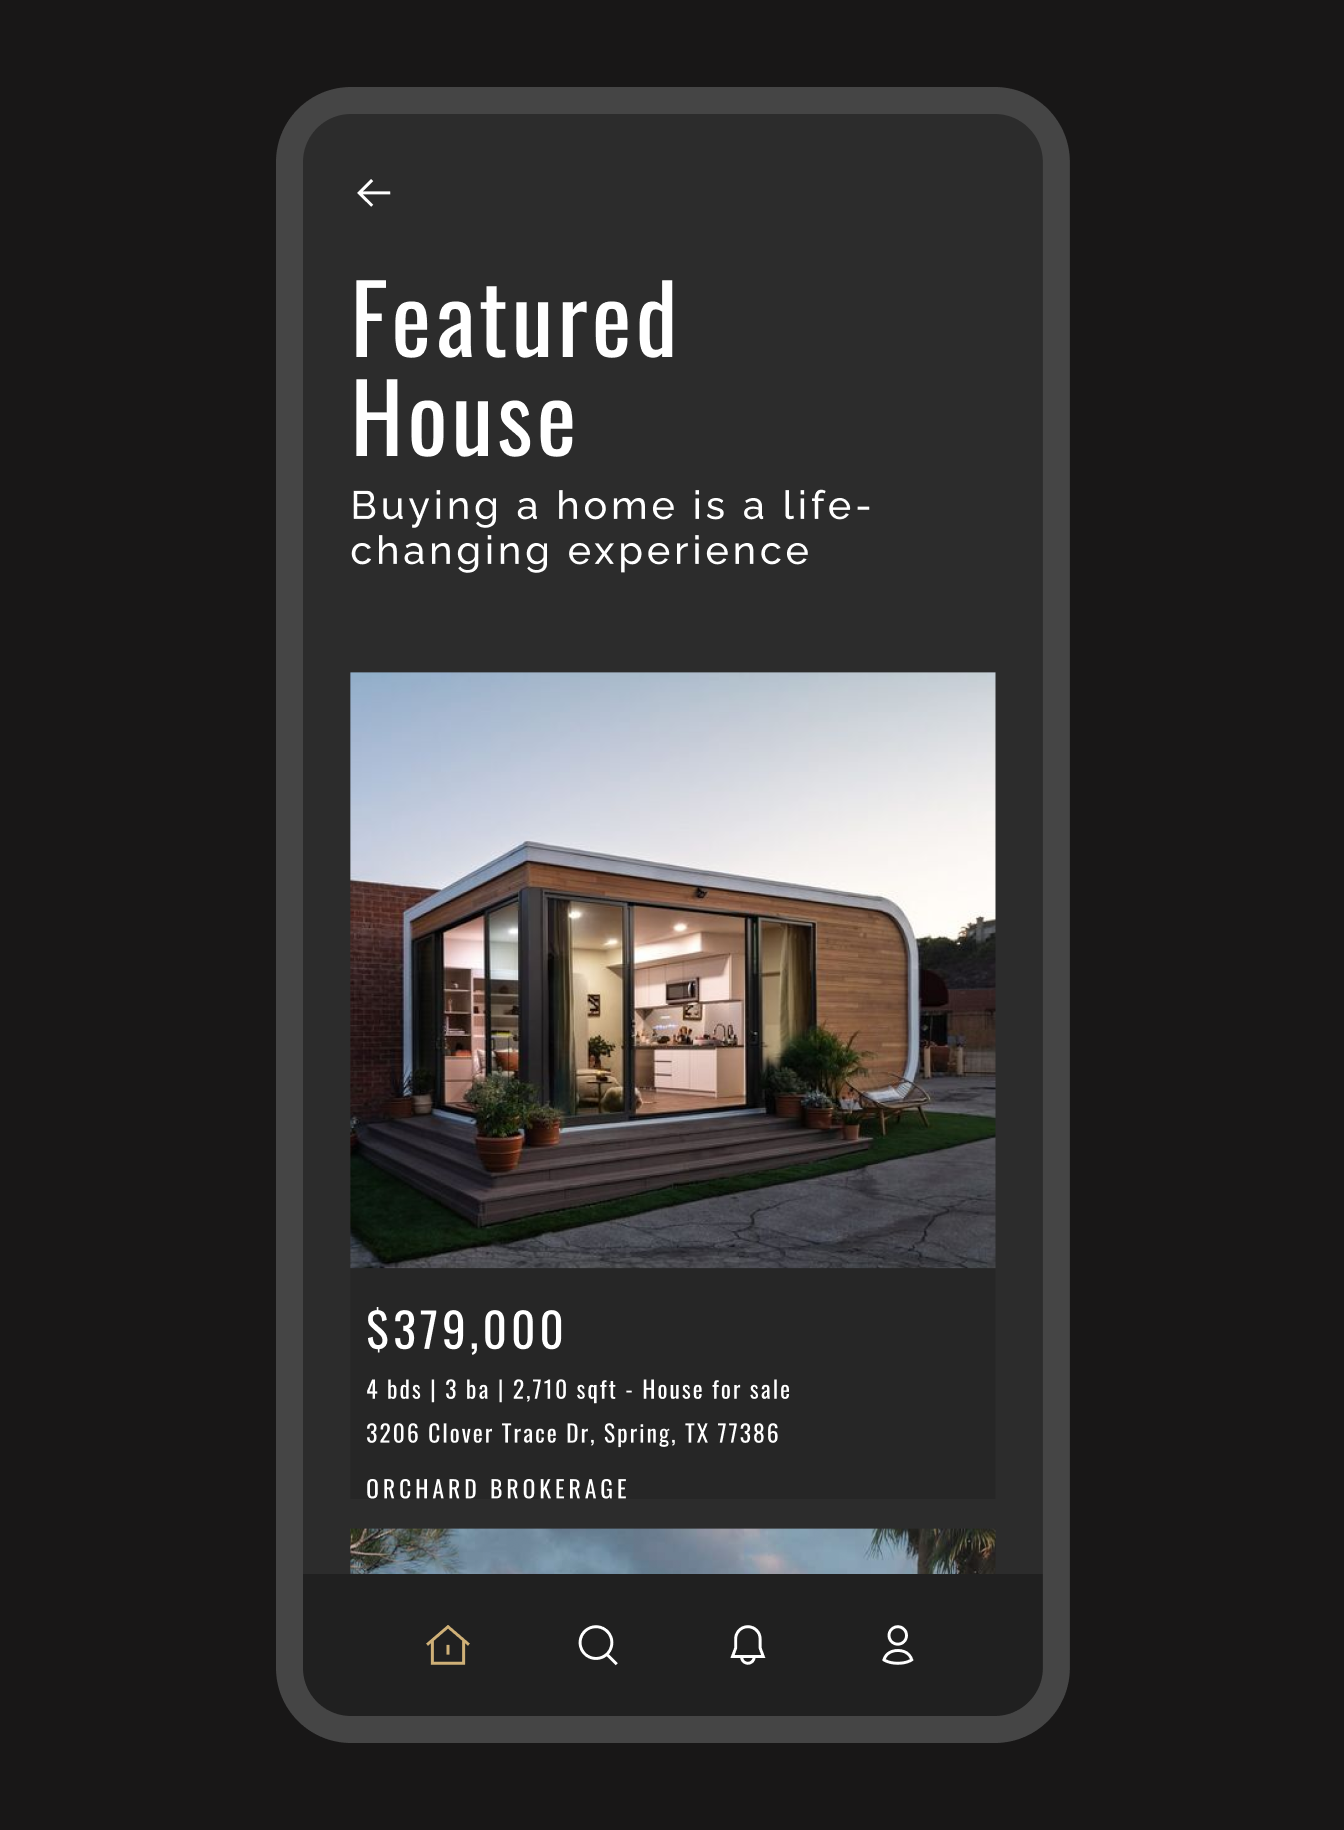 Featured
House
Buying a home is a life-
changing experience
$379,000
4 bds | 3 ba | 2,710 sqft - House for sale
3206 Clover Trace Dr, Spring, TX 77386
ORCHARD BROKERAGE